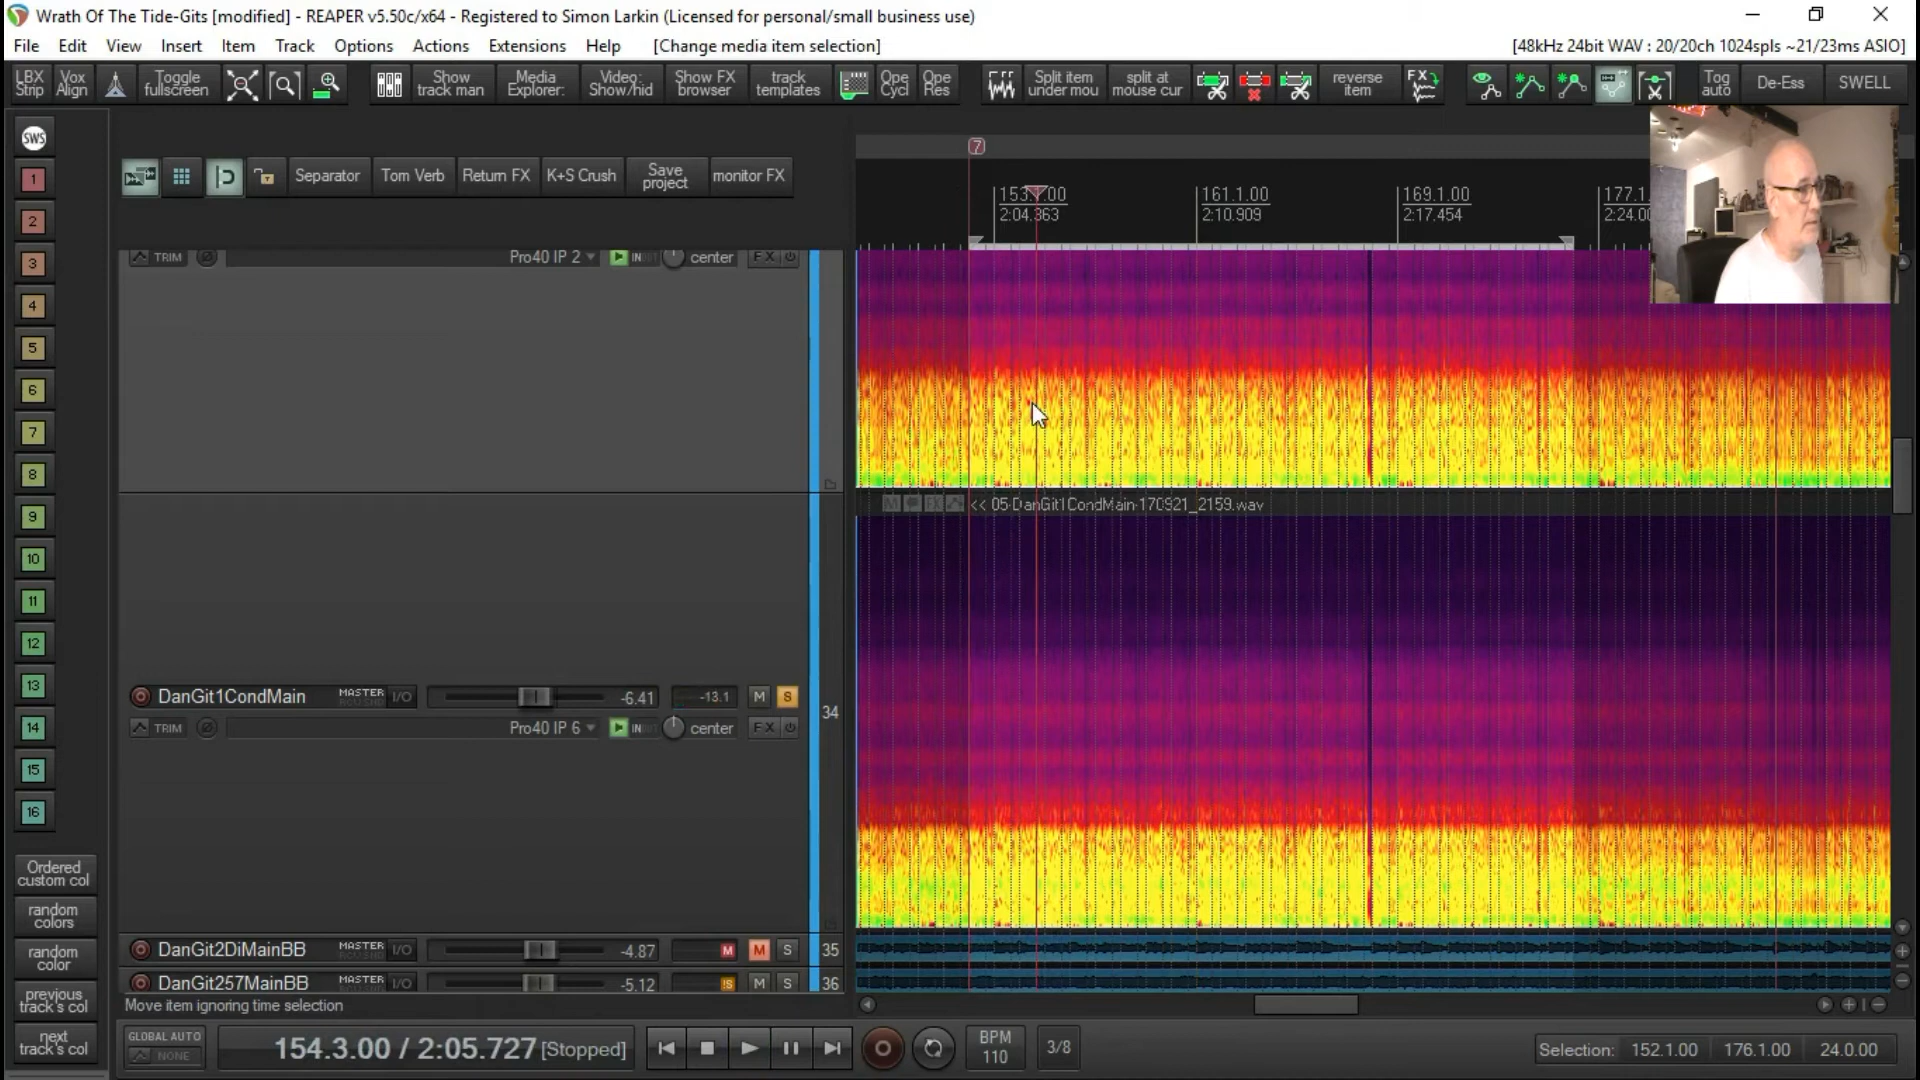 Wrath Of The Tide-Gits [modified] - REAPER v5.50c/x64 - Registered to Simon Larkin (Licensed for personal/small business use)
File Edit View Insert Item Track Options Actions Extensions Help [Change media item selection]
[48kHz 24bit WAV : 20/20ch 1024spls ~21/23ms ASIO]
LBX Strip
Vox Align
Toggle fullscreen
Show track man
Media Explorer:
Video: Show/hid
Show FX browser
track templates
Ope Cycl
Ope Res
Split item under mou
split at mouse cur
reverse item
FX
Tog auto
De-Ess
SWELL
SWS
Separator
Tom Verb
Return FX
K+S Crush
Save project
monitor FX
7
161.1.00
169.1.00
177.1.
2:04.363
2:10.909
2:17.454
2:24.00
1
2
3
4
5
6
7
8
9
10
11
12
13
14
15
16
TRIM Pro40 IP 2 IN center FX
<< 05-DanGit1CondMain-170921_2159.wav
DanGit1CondMain MASTER I/O -6.41 -13.1 M S
34
TRIM Pro40 IP 6 IN center FX
DanGit2DiMainBB MASTER I/O -4.87 M M S 35
DanGit257MainBB MASTER I/O -5.12 S M S 36
Ordered custom col
random colors
random color
previous track's col
next track's col
Move item ignoring time selection
GLOBAL AUTO
NONE
154.3.00 / 2:05.727 [Stopped]
BPM
110
3/8
Selection: 152.1.00 176.1.00 24.0.00